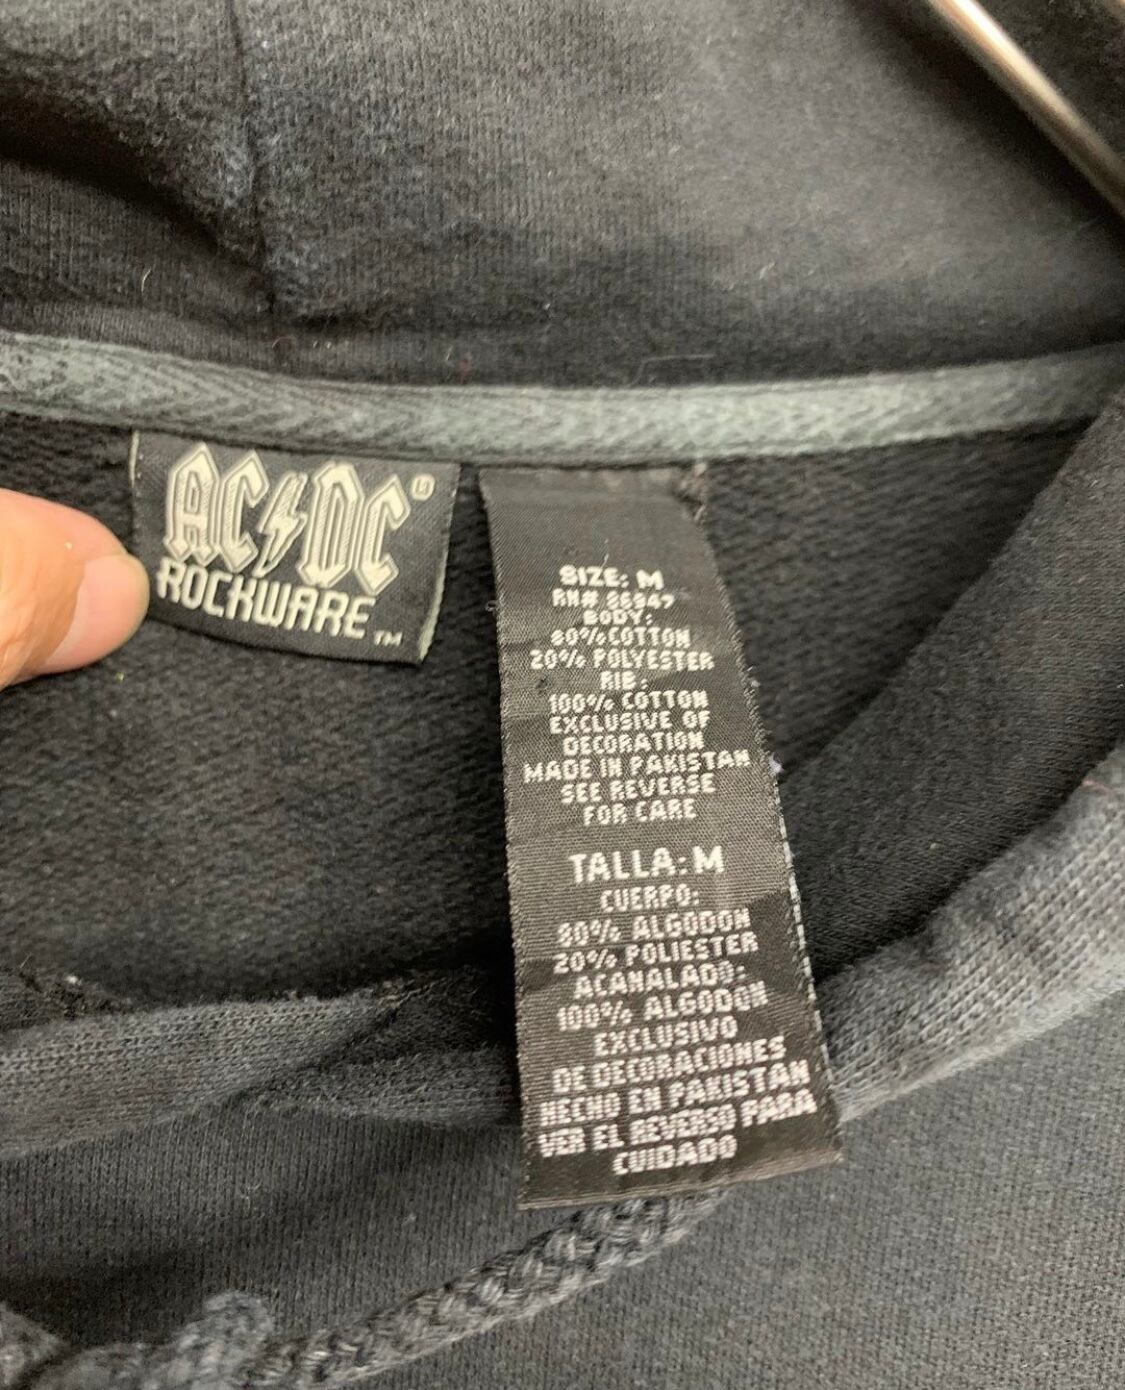 AC⚡DC®
ROCKWARE™
SIZE: M
RN#
BODY:
80% COTTON
20% POLYESTER
RIB:
100% COTTON
EXCLUSIVE OF
DECORATION
MADE IN PAKISTAN
SEE REVERSE
FOR CARE
TALLA: M
CUERPO:
80% ALGODON
20% POLIESTER
ACANALADO:
100% ALGODON
EXCLUSIVO
DE DECORACIONES
HECHO EN PAKISTAN
VER EL REVERSO PARA
CUIDADO